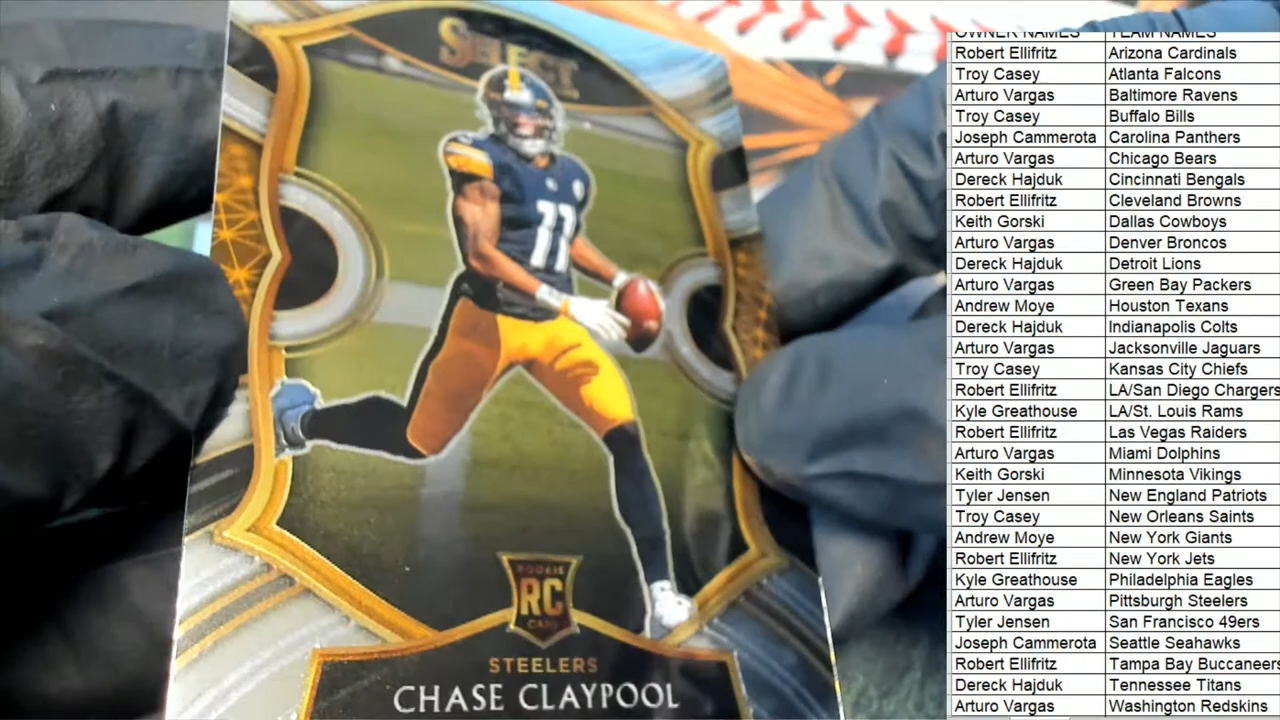 SELECT
11
ROOKIE
RC
CARD
STEELERS
CHASE CLAYPOOL
OWNER NAMES TEAM NAMES
Robert Ellifritz Arizona Cardinals
Troy Casey Atlanta Falcons
Arturo Vargas Baltimore Ravens
Troy Casey Buffalo Bills
Joseph Cammerota Carolina Panthers
Arturo Vargas Chicago Bears
Dereck Hajduk Cincinnati Bengals
Robert Ellifritz Cleveland Browns
Keith Gorski Dallas Cowboys
Arturo Vargas Denver Broncos
Dereck Hajduk Detroit Lions
Arturo Vargas Green Bay Packers
Andrew Moye Houston Texans
Dereck Hajduk Indianapolis Colts
Arturo Vargas Jacksonville Jaguars
Troy Casey Kansas City Chiefs
Robert Ellifritz LA/San Diego Chargers
Kyle Greathouse LA/St. Louis Rams
Robert Ellifritz Las Vegas Raiders
Arturo Vargas Miami Dolphins
Keith Gorski Minnesota Vikings
Tyler Jensen New England Patriots
Troy Casey New Orleans Saints
Andrew Moye New York Giants
Robert Ellifritz New York Jets
Kyle Greathouse Philadelphia Eagles
Arturo Vargas Pittsburgh Steelers
Tyler Jensen San Francisco 49ers
Joseph Cammerota Seattle Seahawks
Robert Ellifritz Tampa Bay Buccaneers
Dereck Hajduk Tennessee Titans
Arturo Vargas Washington Redskins